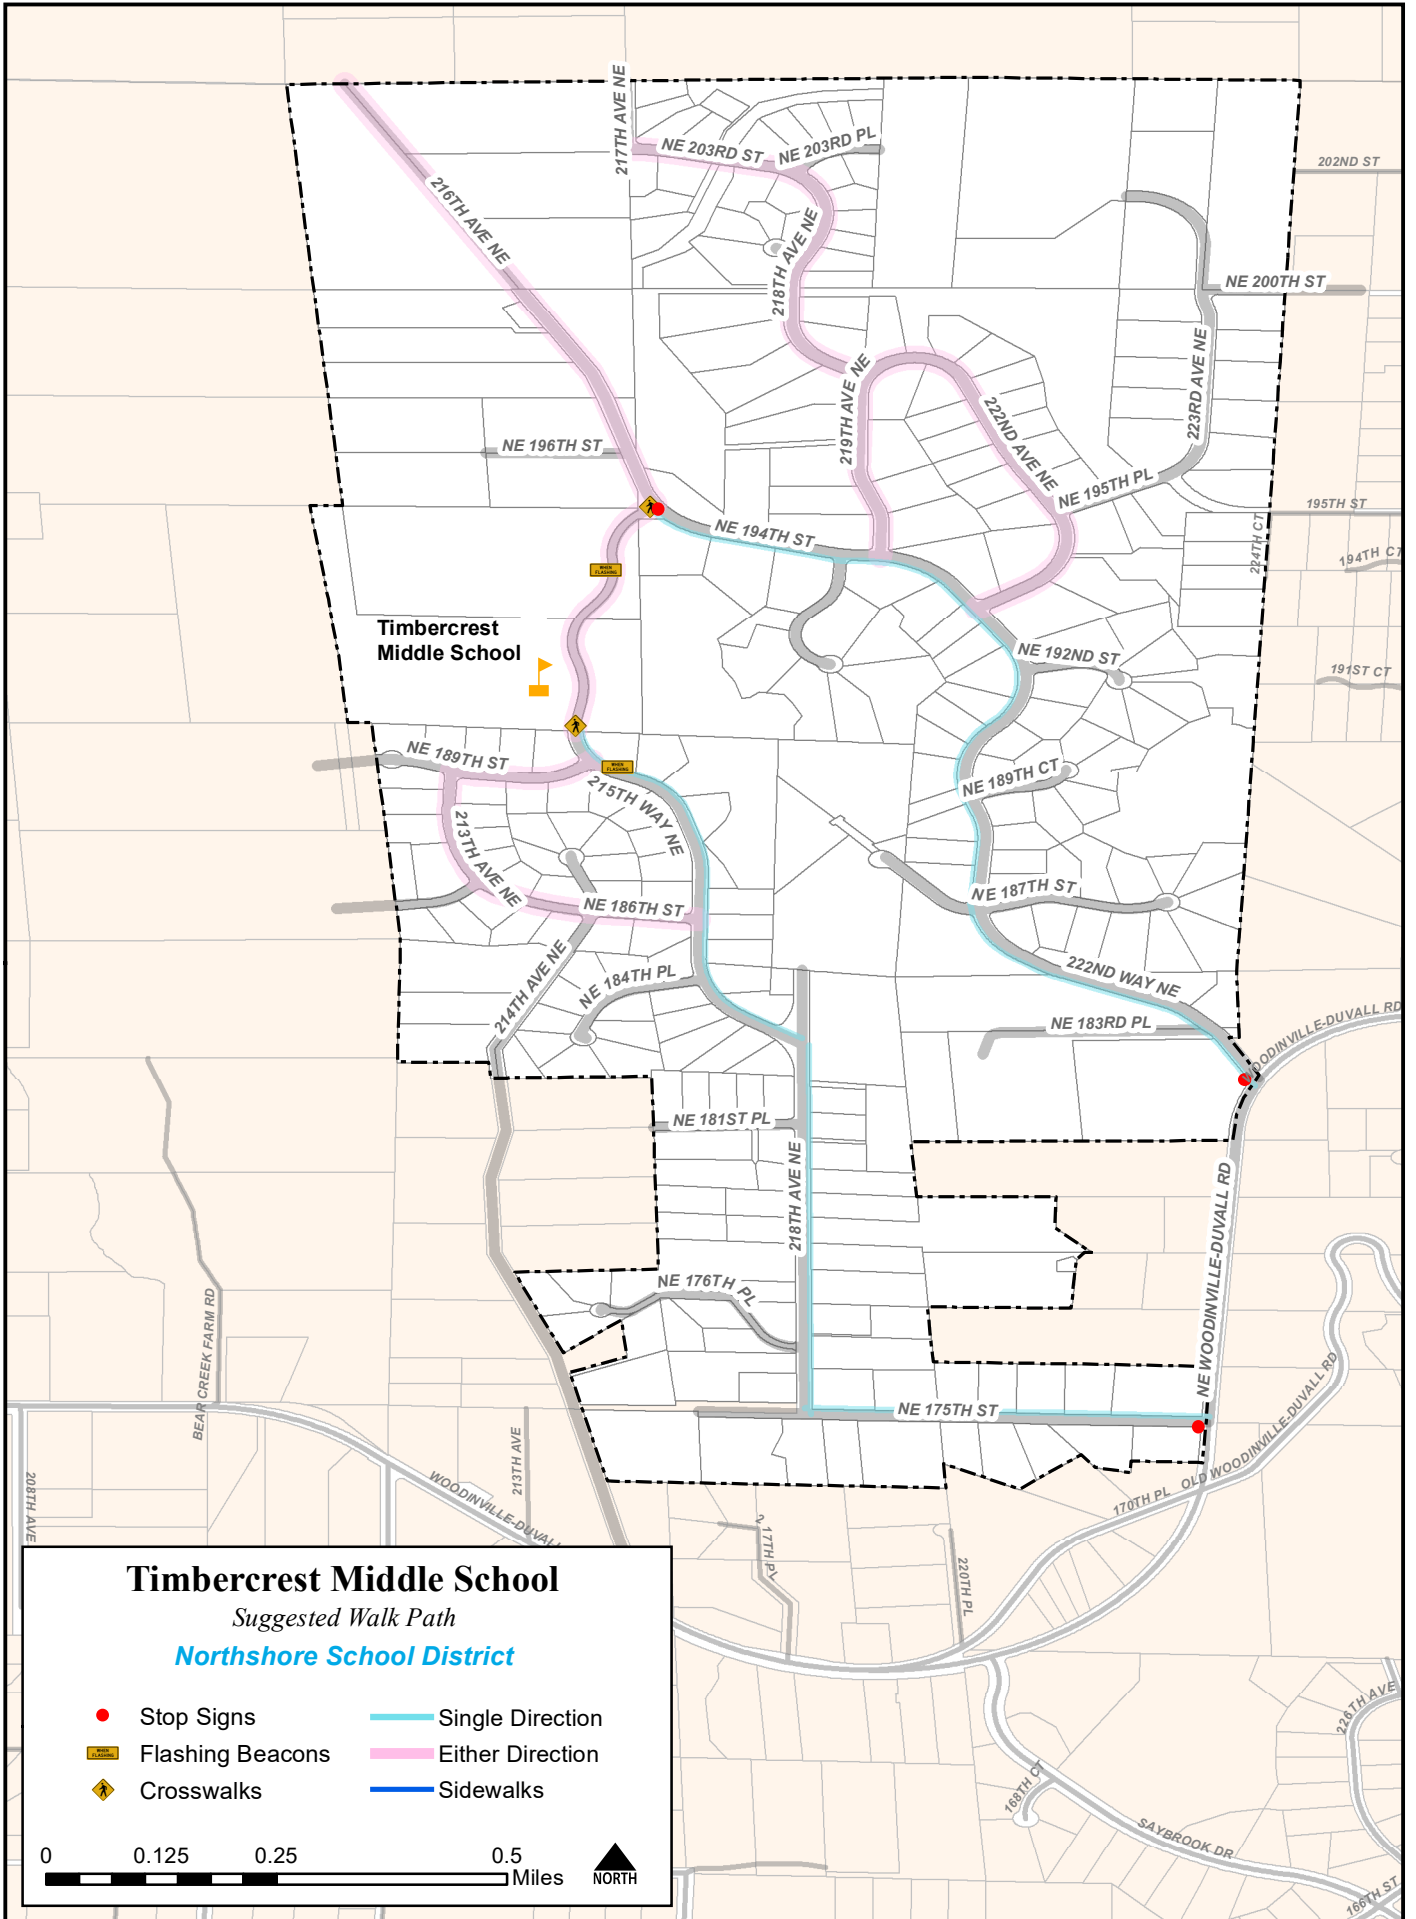 217TH AVE NE
NE 203RD ST
NE 203RD PL
202ND ST
216TH AVE NE
218TH AVE NE
NE 200TH ST
223RD AVE NE
219TH AVE NE
222ND AVE NE
NE 196TH ST
NE 195TH PL
195TH ST
NE 194TH ST
224TH CT
194TH CT
WHEN
FLASHING
Timbercrest
Middle School
NE 192ND ST
191ST CT
NE 189TH ST
WHEN
FLASHING
215TH WAY NE
NE 189TH CT
213TH AVE NE
NE 187TH ST
NE 186TH ST
214TH AVE NE
NE 184TH PL
222ND WAY NE
NE 183RD PL
WOODINVILLE-DUVALL RD
NE 181ST PL
218TH AVE NE
NE WOODINVILLE-DUVALL RD
NE 176TH PL
BEAR CREEK FARM RD
NE 175TH ST
OLD WOODINVILLE-DUVALL RD
213TH AVE
208TH AVE
WOODINVILLE-DUVALL
170TH PL
217TH PL
220TH PL
226TH AVE
168TH CT
SAYBROOK DR
166TH ST
Timbercrest Middle School
Suggested Walk Path
Northshore School District
Stop Signs
Single Direction
WHEN
FLASHING
Flashing Beacons
Either Direction
Crosswalks
Sidewalks
0 0.125 0.25 0.5
Miles
NORTH